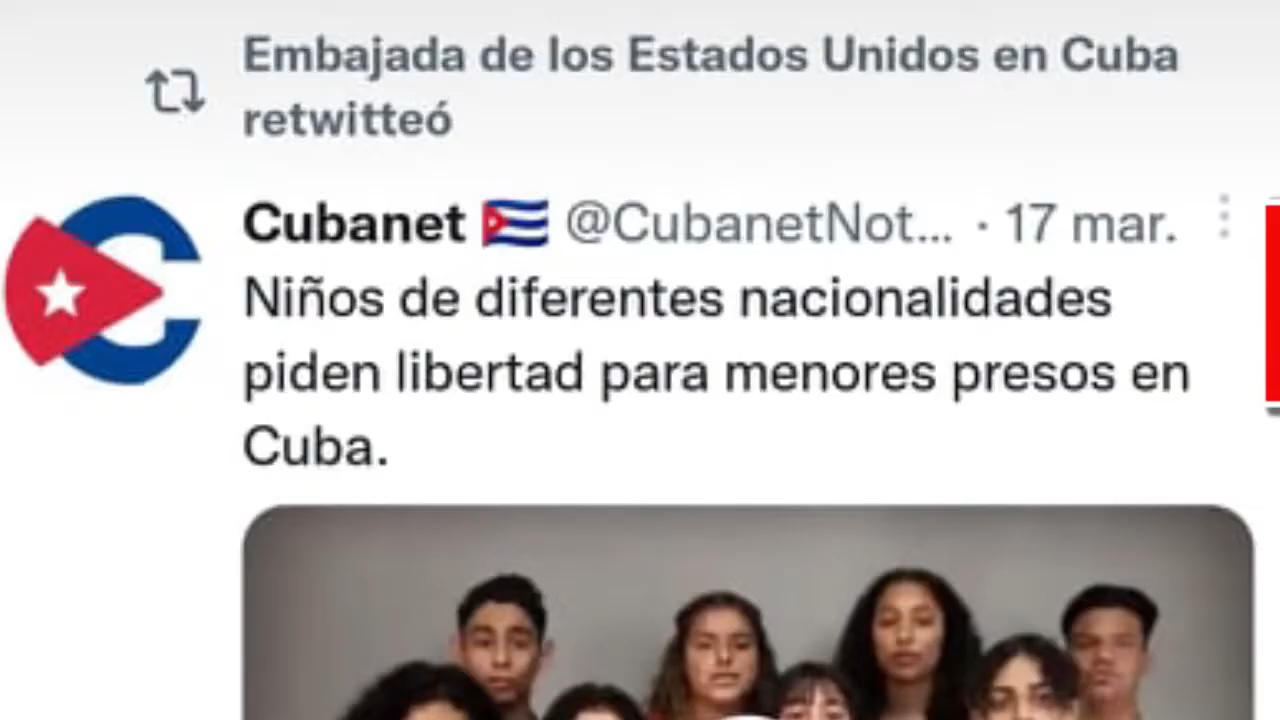 Embajada de los Estados Unidos en Cuba
retwitteó
Cubanet 🇨🇺 @CubanetNot... · 17 mar.
Niños de diferentes nacionalidades
piden libertad para menores presos en
Cuba.